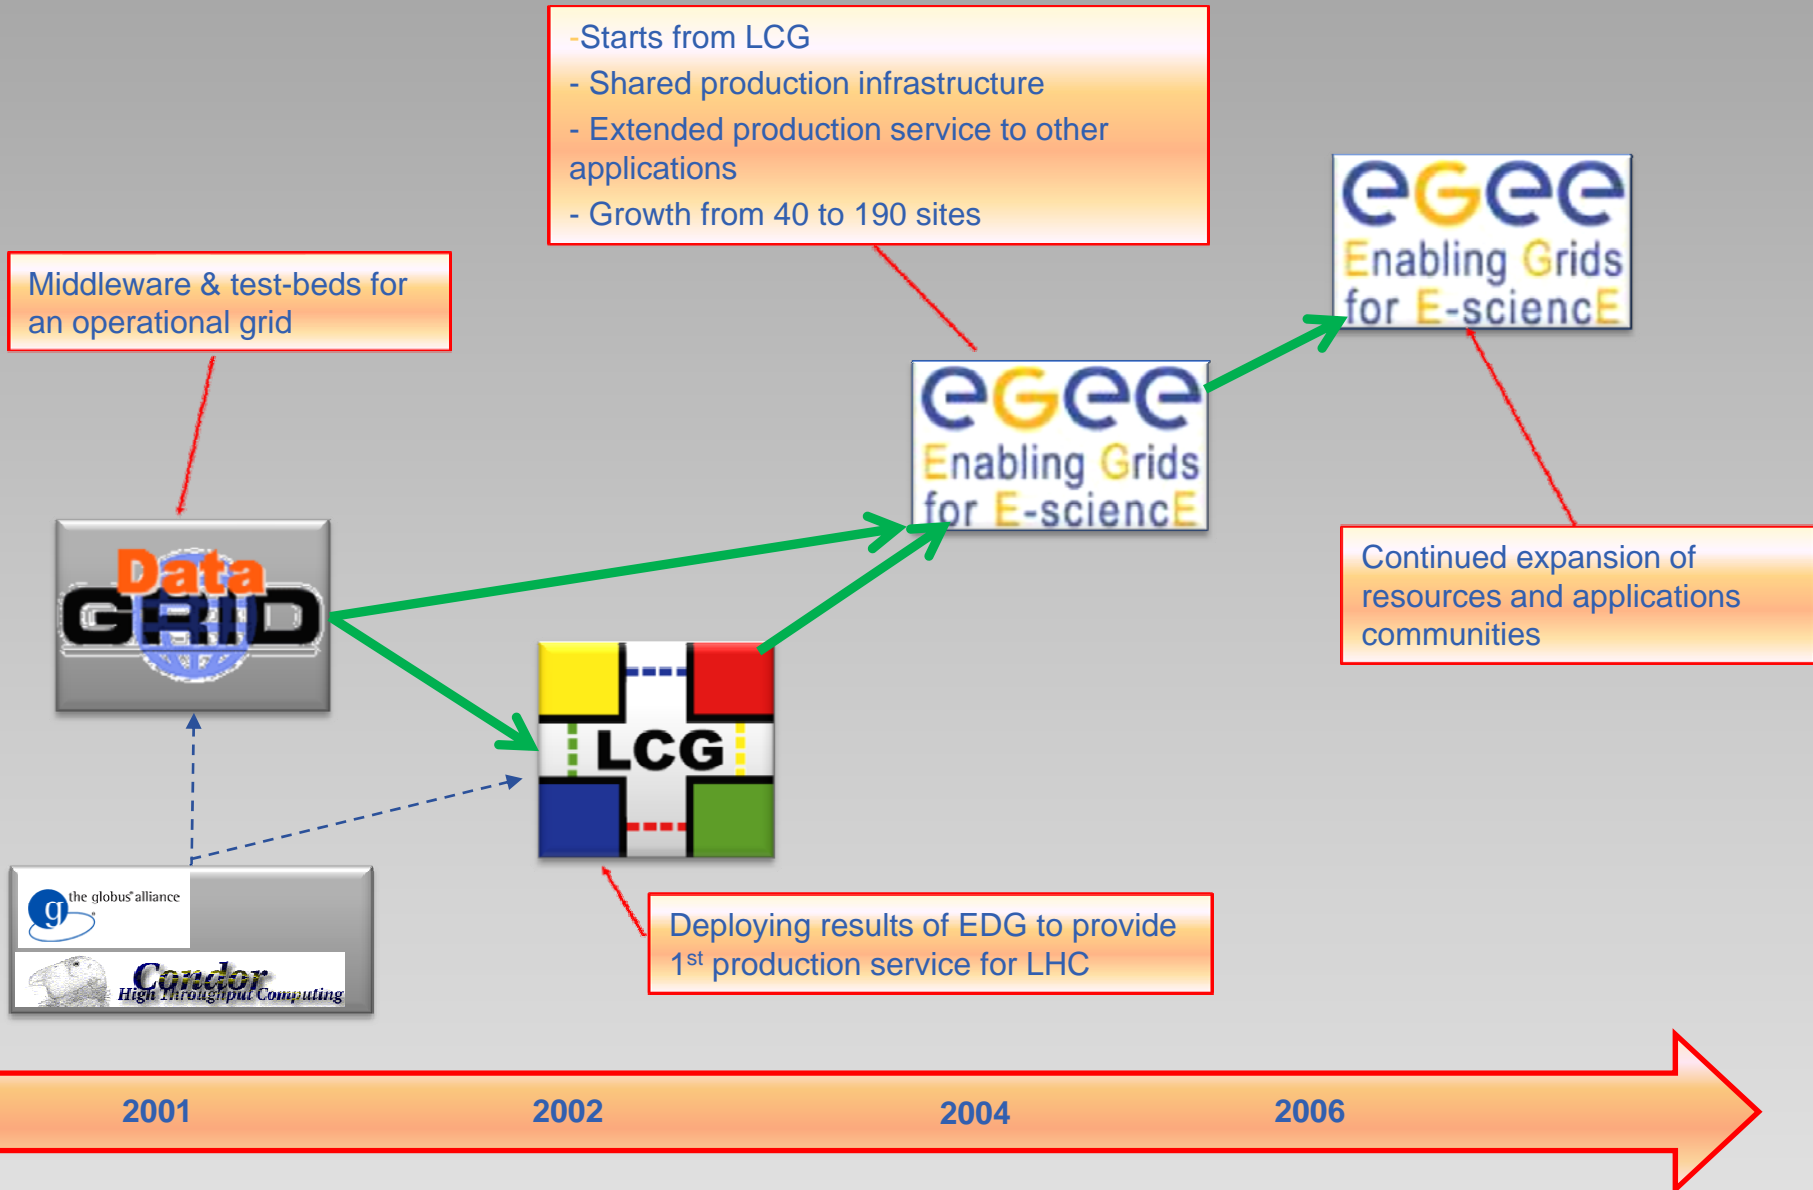 -Starts from LCG
- Shared production infrastructure
- Extended production service to other
applications
- Growth from 40 to 190 sites
egee
Enabling Grids
for E-sciencE
Middleware & test-beds for
an operational grid
egee
Enabling Grids
for E-sciencE
Data
GRID
Continued expansion of
resources and applications
communities
LCG
g the globus® alliance
Condor
High Throughput Computing
Deploying results of EDG to provide
1st production service for LHC
2001 2002 2004 2006